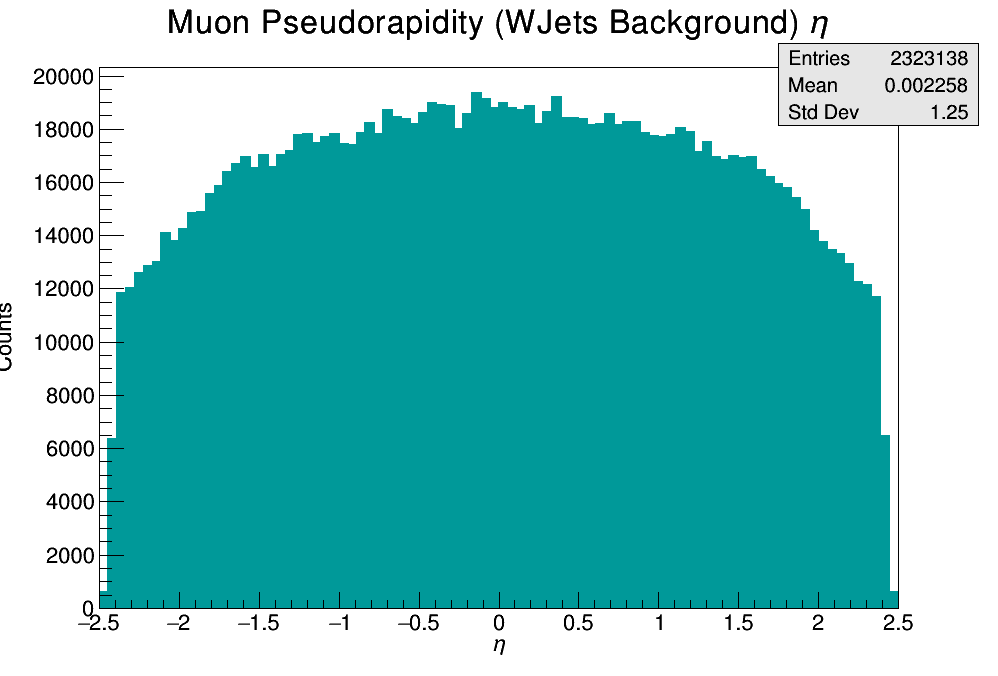 Muon Pseudorapidity (WJets Background) η
Entries 2323138
Mean 0.002258
Std Dev 1.25
20000
18000
16000
14000
12000
10000
8000
6000
4000
2000
0
Counts
−2.5 −2 −1.5 −1 −0.5 0 0.5 1 1.5 2 2.5
η